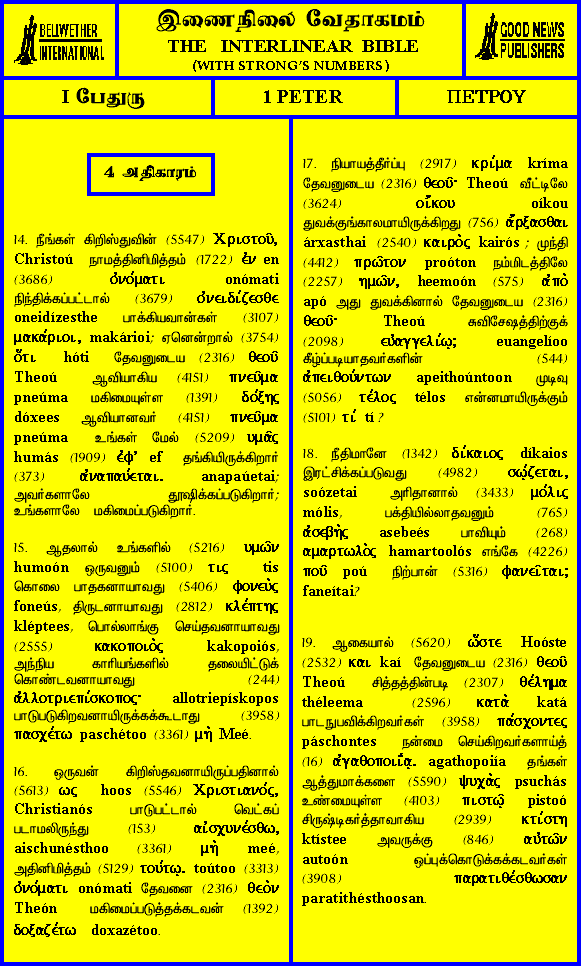 BELLWETHER
INTERNATIONAL
இணைநிலை வேதாகமம்
THE INTERLINEAR BIBLE
(WITH STRONG'S NUMBERS)
GOOD NEWS
PUBLISHERS
I பேதுரு
1 PETER
ΠΕΤΡΟΥ
4 அதிகாரம்
14. நீங்கள் கிறிஸ்துவின் (5547) Χριστοῦ,
Christoú நாமத்தினிமித்தம் (1722) ἐν en
(3686) ὀνόματι onómati
நிந்திக்கப்பட்டால் (3679) ὀνειδίζεσθε
oneidízesthe பாக்கியவான்கள் (3107)
μακάριοι, makárioi; ஏனென்றால் (3754)
ὅτι hóti தேவனுடைய (2316) θεοῦ
Theoú ஆவியாகிய (4151) πνεῦμα
pneúma மகிமையுள்ள (1391) δόξης
dóxees ஆவியானவர் (4151) πνεῦμα
pneúma உங்கள் மேல் (5209) υμᾶς
humás (1909) ἐφ' ef தங்கியிருக்கிறார்
(373) ἀναπαύεται. anapaúetai;
அவர்களாலே தூஷிக்கப்படுகிறார்;
உங்களாலே மகிமைப்படுகிறார்.
15. ஆதலால் உங்களில் (5216) υμῶν
humoón ஒருவனும் (5100) τις tis
கொலை பாதகனாயாவது (5406) φονεὺς
foneús, திருடனாயாவது (2812) κλέπτης
kléptees, பொல்லாங்கு செய்தவனாயாவது
(2555) κακοποιὸς kakopoiós,
அந்நிய காரியங்களில் தலையிட்டுக்
கொண்டவனாயாவது (244)
ἀλλοτριεπίσκοπος· allotriepískopos
பாடுபடுகிறவனாயிருக்கக்கூடாது (3958)
πασχέτω paschétoo (3361) μὴ Meé.
16. ஒருவன் கிறிஸ்தவனாயிருப்பதினால்
(5613) ως hoos (5546) Χριστιανός,
Christianós பாடுபட்டால் வெட்கப்
படாமலிருந்து (153) αἰσχυνέσθω,
aischunésthoo (3361) μὴ meé,
அதினிமித்தம் (5129) τούτῳ. toútoo (3313)
ὀνόματι onómati தேவனை (2316) θεὸν
Theón மகிமைப்படுத்தக்கடவன் (1392)
δοξαζέτω doxazétoo.
17. நியாயத்தீர்ப்பு (2917) κρίμα kríma
தேவனுடைய (2316) θεοῦ· Theoú வீட்டிலே
(3624) οἴκου oíkou
துவக்குங்காலமாயிருக்கிறது (756) ἄρξασθαι
árxasthai (2540) καιρὸς kairós ; முந்தி
(4412) πρῶτον proóton நம்மிடத்திலே
(2257) ημῶν, heemoón (575) ἀπὸ
apó அது துவக்கினால் தேவனுடைய (2316)
θεοῦ· Theoú சுவிசேஷத்திற்குக்
(2098) εὐαγγελίῳ; euangelíoo
கீழ்ப்படியாதவர்களின் (544)
ἀπειθούντων apeithoúntoon முடிவு
(5056) τέλος télos என்னமாயிருக்கும்
(5101) τί tí ?
18. நீதிமானே (1342) δίκαιος díkaios
இரட்சிக்கப்படுவது (4982) σῴζεται,
soózetai அரிதானால் (3433) μόλις
mólis, பக்தியில்லாதவனும் (765)
ἀσεβὴς asebeés பாவியும் (268)
αμαρτωλὸς hamartoolós எங்கே (4226)
ποῦ poú நிற்பான் (5316) φανεῖται;
faneítai?
19. ஆகையால் (5620) ὥστε Hoóste
(2532) και kaí தேவனுடைய (2316) θεοῦ
Theoú சித்தத்தின்படி (2307) θέλημα
théleema (2596) κατὰ katá
பாடநுபவிக்கிறவர்கள் (3958) πάσχοντες
páschontes நன்மை செய்கிறவர்களாய்த்
(16) ἀγαθοποιΐᾳ. agathopoiïa தங்கள்
ஆத்துமாக்களை (5590) ψυχὰς psuchás
உண்மையுள்ள (4103) πιστῷ pistoó
சிருஷ்டிகர்த்தாவாகிய (2939) κτίστη
ktístee அவருக்கு (846) αὐτῶν
autoón ஒப்புக்கொடுக்கக்கடவர்கள்
(3908) παρατιθέσθωσαν
paratithésthoosan.